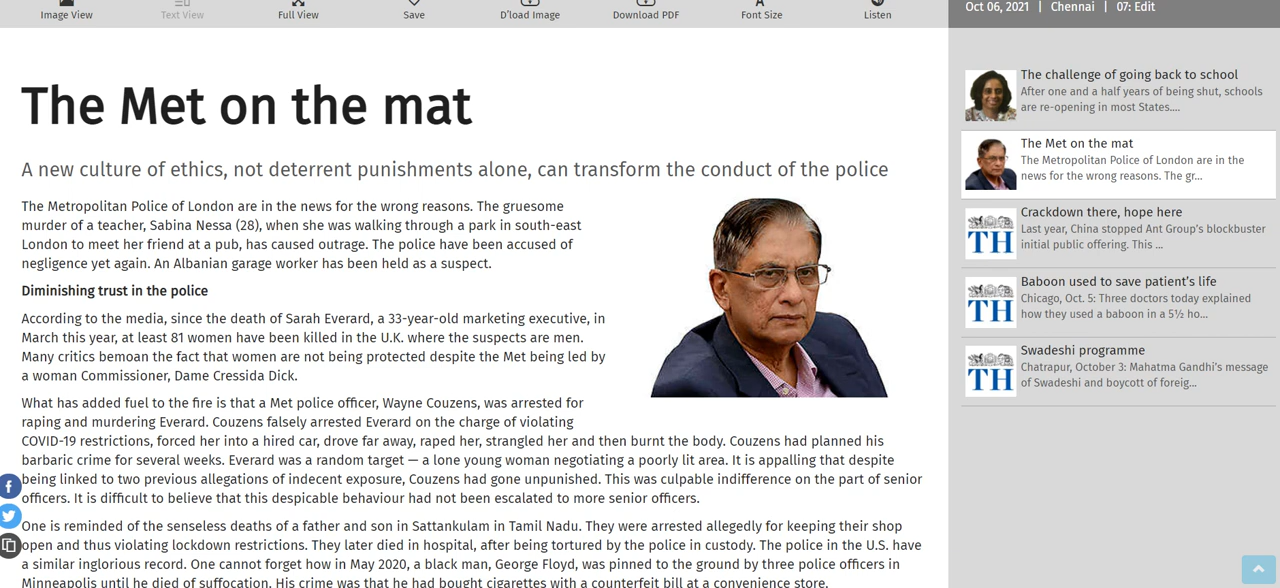 Image View
Text View
Full View
Save
D'load Image
Download PDF
Font Size
Listen
Oct 06, 2021 | Chennai | 07: Edit
The Met on the mat
A new culture of ethics, not deterrent punishments alone, can transform the conduct of the police
The Metropolitan Police of London are in the news for the wrong reasons. The gruesome
murder of a teacher, Sabina Nessa (28), when she was walking through a park in south-east
London to meet her friend at a pub, has caused outrage. The police have been accused of
negligence yet again. An Albanian garage worker has been held as a suspect.
Diminishing trust in the police
According to the media, since the death of Sarah Everard, a 33-year-old marketing executive, in
March this year, at least 81 women have been killed in the U.K. where the suspects are men.
Many critics bemoan the fact that women are not being protected despite the Met being led by
a woman Commissioner, Dame Cressida Dick.
What has added fuel to the fire is that a Met police officer, Wayne Couzens, was arrested for
raping and murdering Everard. Couzens falsely arrested Everard on the charge of violating
COVID-19 restrictions, forced her into a hired car, drove far away, raped her, strangled her and then burnt the body. Couzens had planned his
barbaric crime for several weeks. Everard was a random target — a lone young woman negotiating a poorly lit area. It is appalling that despite
being linked to two previous allegations of indecent exposure, Couzens had gone unpunished. This was culpable indifference on the part of senior
officers. It is difficult to believe that this despicable behaviour had not been escalated to more senior officers.
One is reminded of the senseless deaths of a father and son in Sattankulam in Tamil Nadu. They were arrested allegedly for keeping their shop
open and thus violating lockdown restrictions. They later died in hospital, after being tortured by the police in custody. The police in the U.S. have
a similar inglorious record. One cannot forget how in May 2020, a black man, George Floyd, was pinned to the ground by three police officers in
Minneapolis until he died of suffocation. His crime was that he had bought cigarettes with a counterfeit bill at a convenience store.
The challenge of going back to school
After one and a half years of being shut, schools
are re-opening in most States....
The Met on the mat
The Metropolitan Police of London are in the
news for the wrong reasons. The gr...
TH
Crackdown there, hope here
Last year, China stopped Ant Group's blockbuster
initial public offering. This ...
TH
Baboon used to save patient's life
Chicago, Oct. 5: Three doctors today explained
how they used a baboon in a 5½ ho...
TH
Swadeshi programme
Chatrapur, October 3: Mahatma Gandhi's message
of Swadeshi and boycott of foreig...